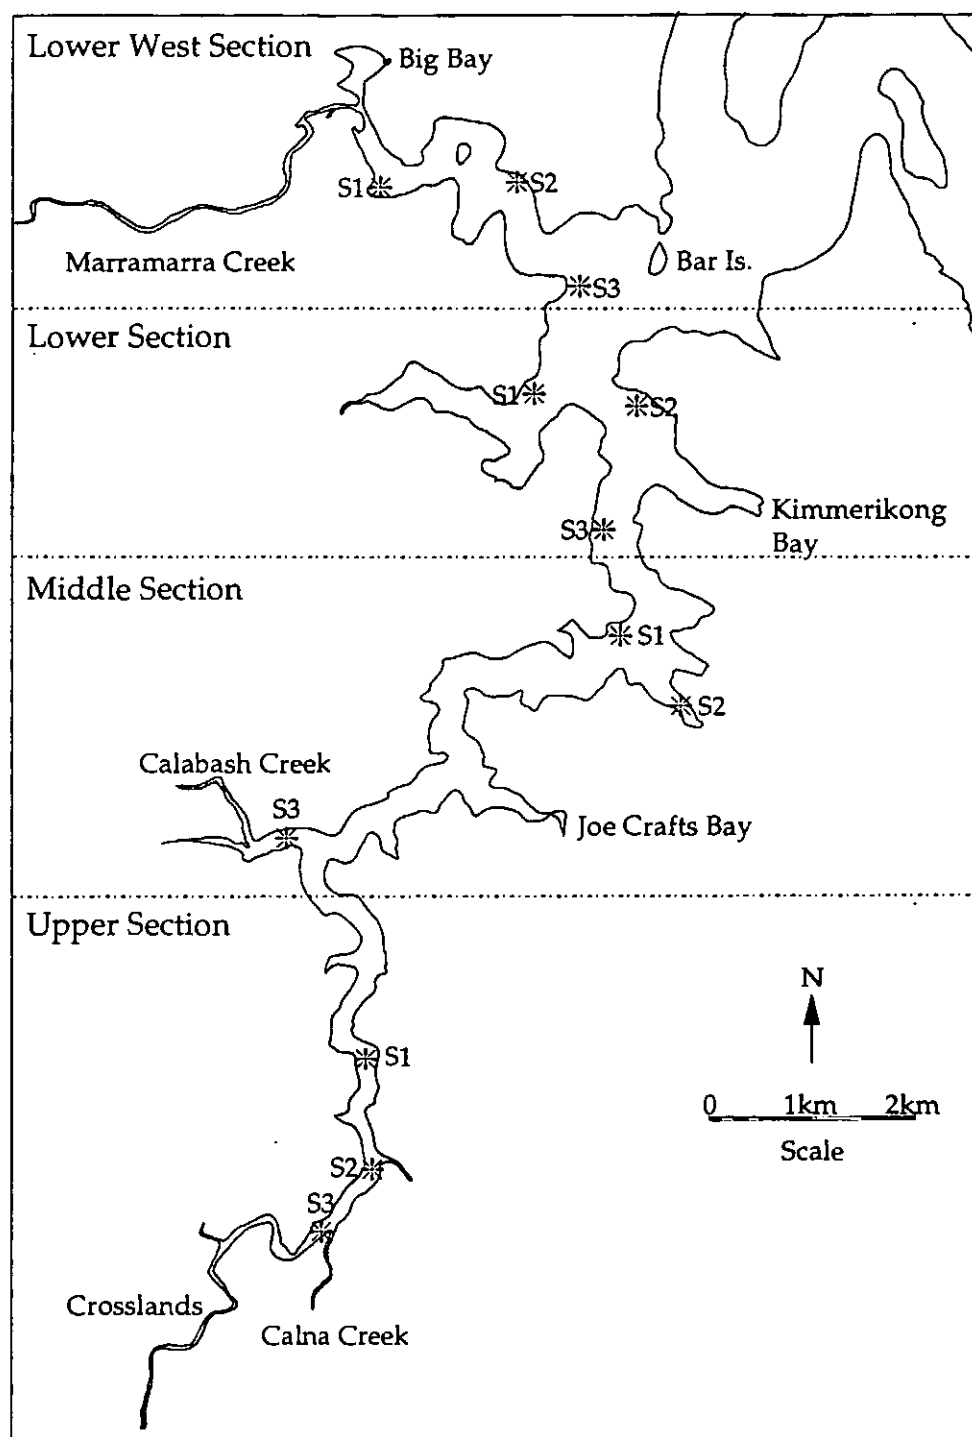 Lower West Section
Big Bay
S1
S2
Marramarra Creek
Bar Is.
S3
Lower Section
S1
S2
Kimmerikong
Bay
S3
Middle Section
S1
S2
Calabash Creek
S3
Joe Crafts Bay
Upper Section
N
S1
0 1km 2km
Scale
S2
S3
Crosslands
Calna Creek